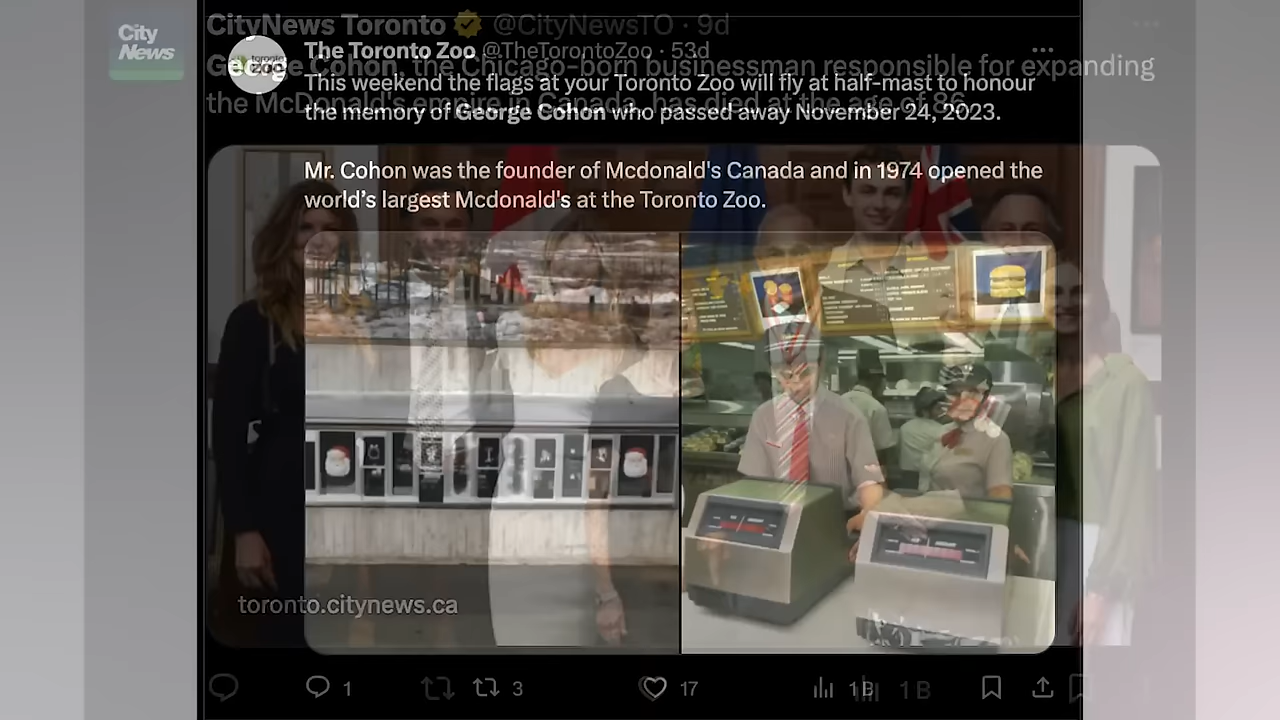 City
News
CityNews Toronto @CityNewsTO · 9d
George Cohon, the Chicago-born businessman responsible for expanding
the McDonald's empire in Canada, has died at the age of 86.
The Toronto Zoo @TheTorontoZoo · 53d
This weekend the flags at your Toronto Zoo will fly at half-mast to honour
the memory of George Cohon who passed away November 24, 2023.
Mr. Cohon was the founder of Mcdonald's Canada and in 1974 opened the
world's largest Mcdonald's at the Toronto Zoo.
toronto.citynews.ca
1 3 17 1 B 1 B